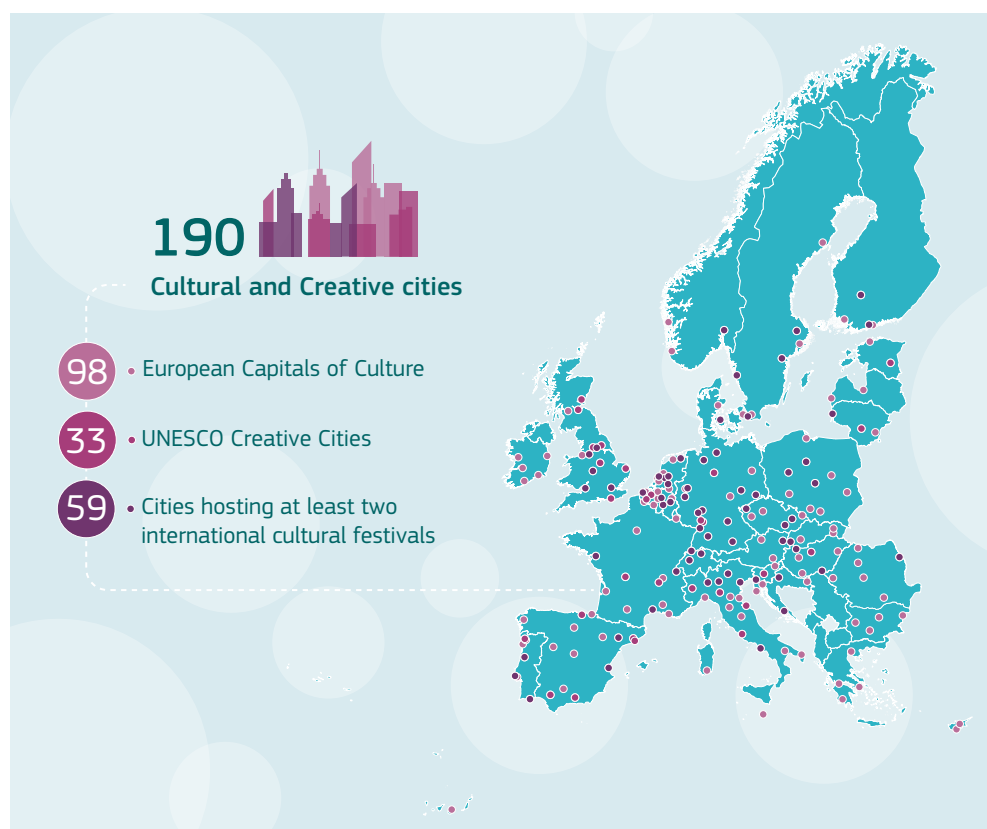 190
Cultural and Creative cities
98 • European Capitals of Culture
33 • UNESCO Creative Cities
59 • Cities hosting at least two
international cultural festivals